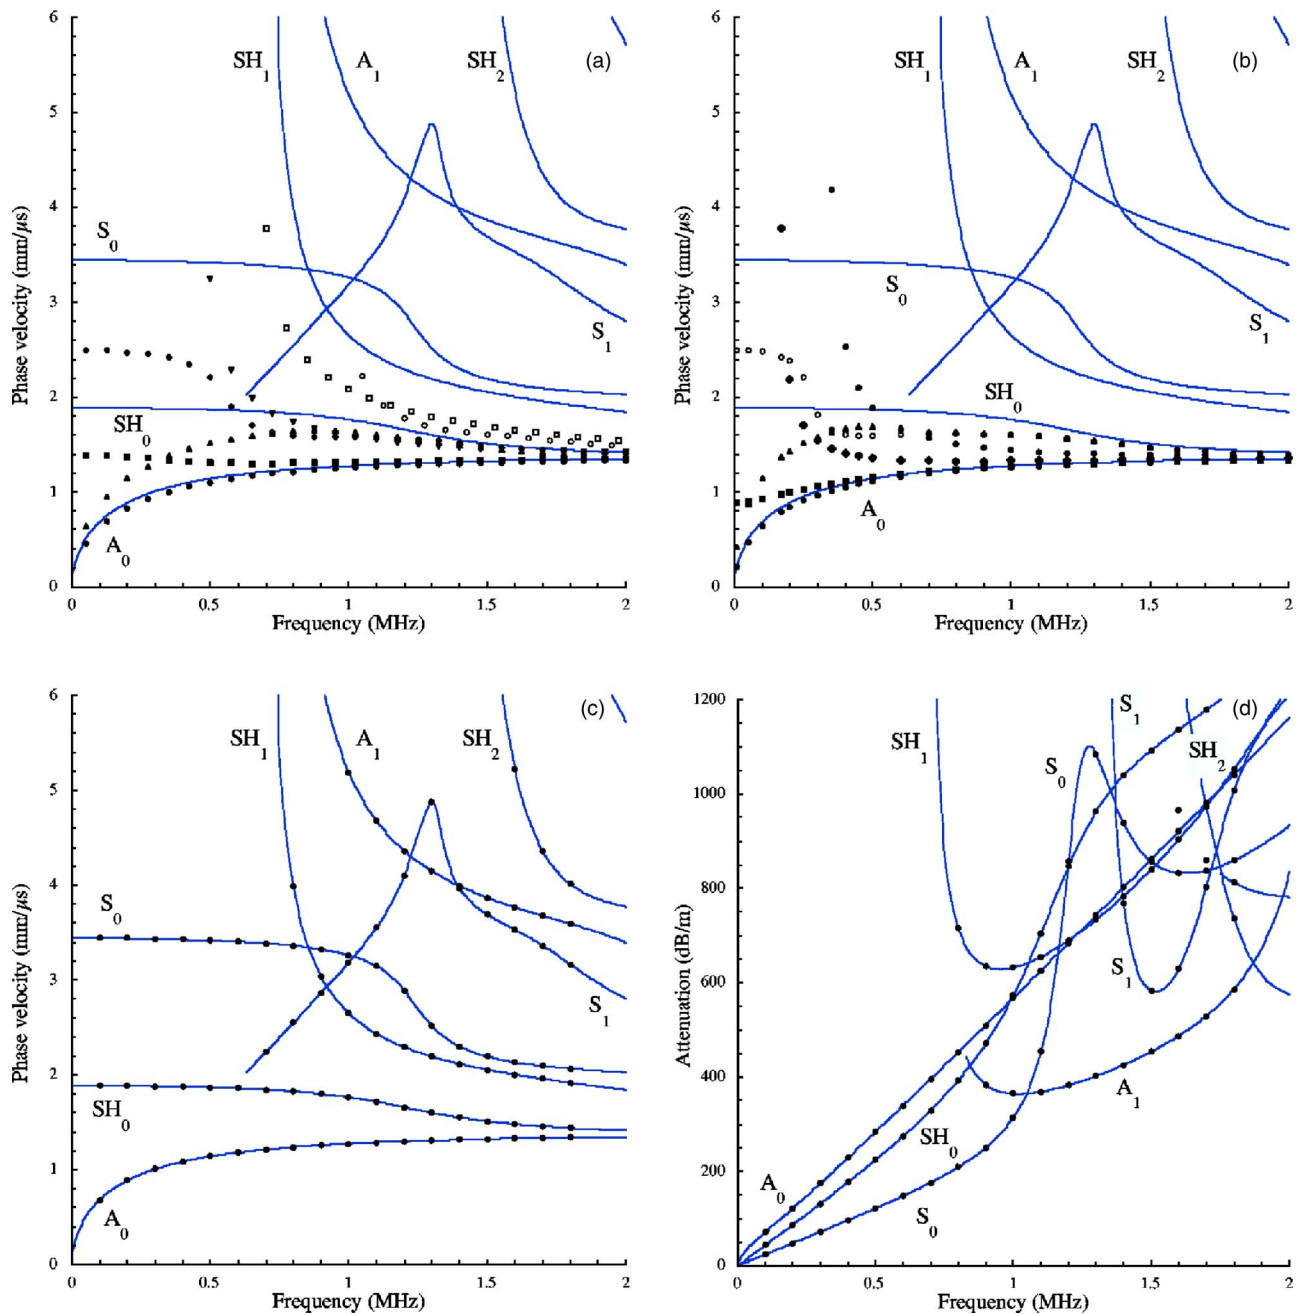 (a)
Phase velocity (mm/µs)
6
5
4
3
2
1
0
SH₁
A₁
SH₂
S₀
S₁
SH₀
A₀
0
0.5
1
1.5
2
Frequency (MHz)
(b)
Phase velocity (mm/µs)
6
5
4
3
2
1
0
SH₁
A₁
SH₂
S₀
S₁
SH₀
A₀
0
0.5
1
1.5
2
Frequency (MHz)
(c)
Phase velocity (mm/µs)
6
5
4
3
2
1
0
SH₁
A₁
SH₂
S₀
S₁
SH₀
A₀
0
0.5
1
1.5
2
Frequency (MHz)
(d)
Attenuation (dB/m)
1200
1000
800
600
400
200
0
S₁
SH₁
S₀
SH₂
S₁
A₁
SH₀
A₀
S₀
0
0.5
1
1.5
2
Frequency (MHz)